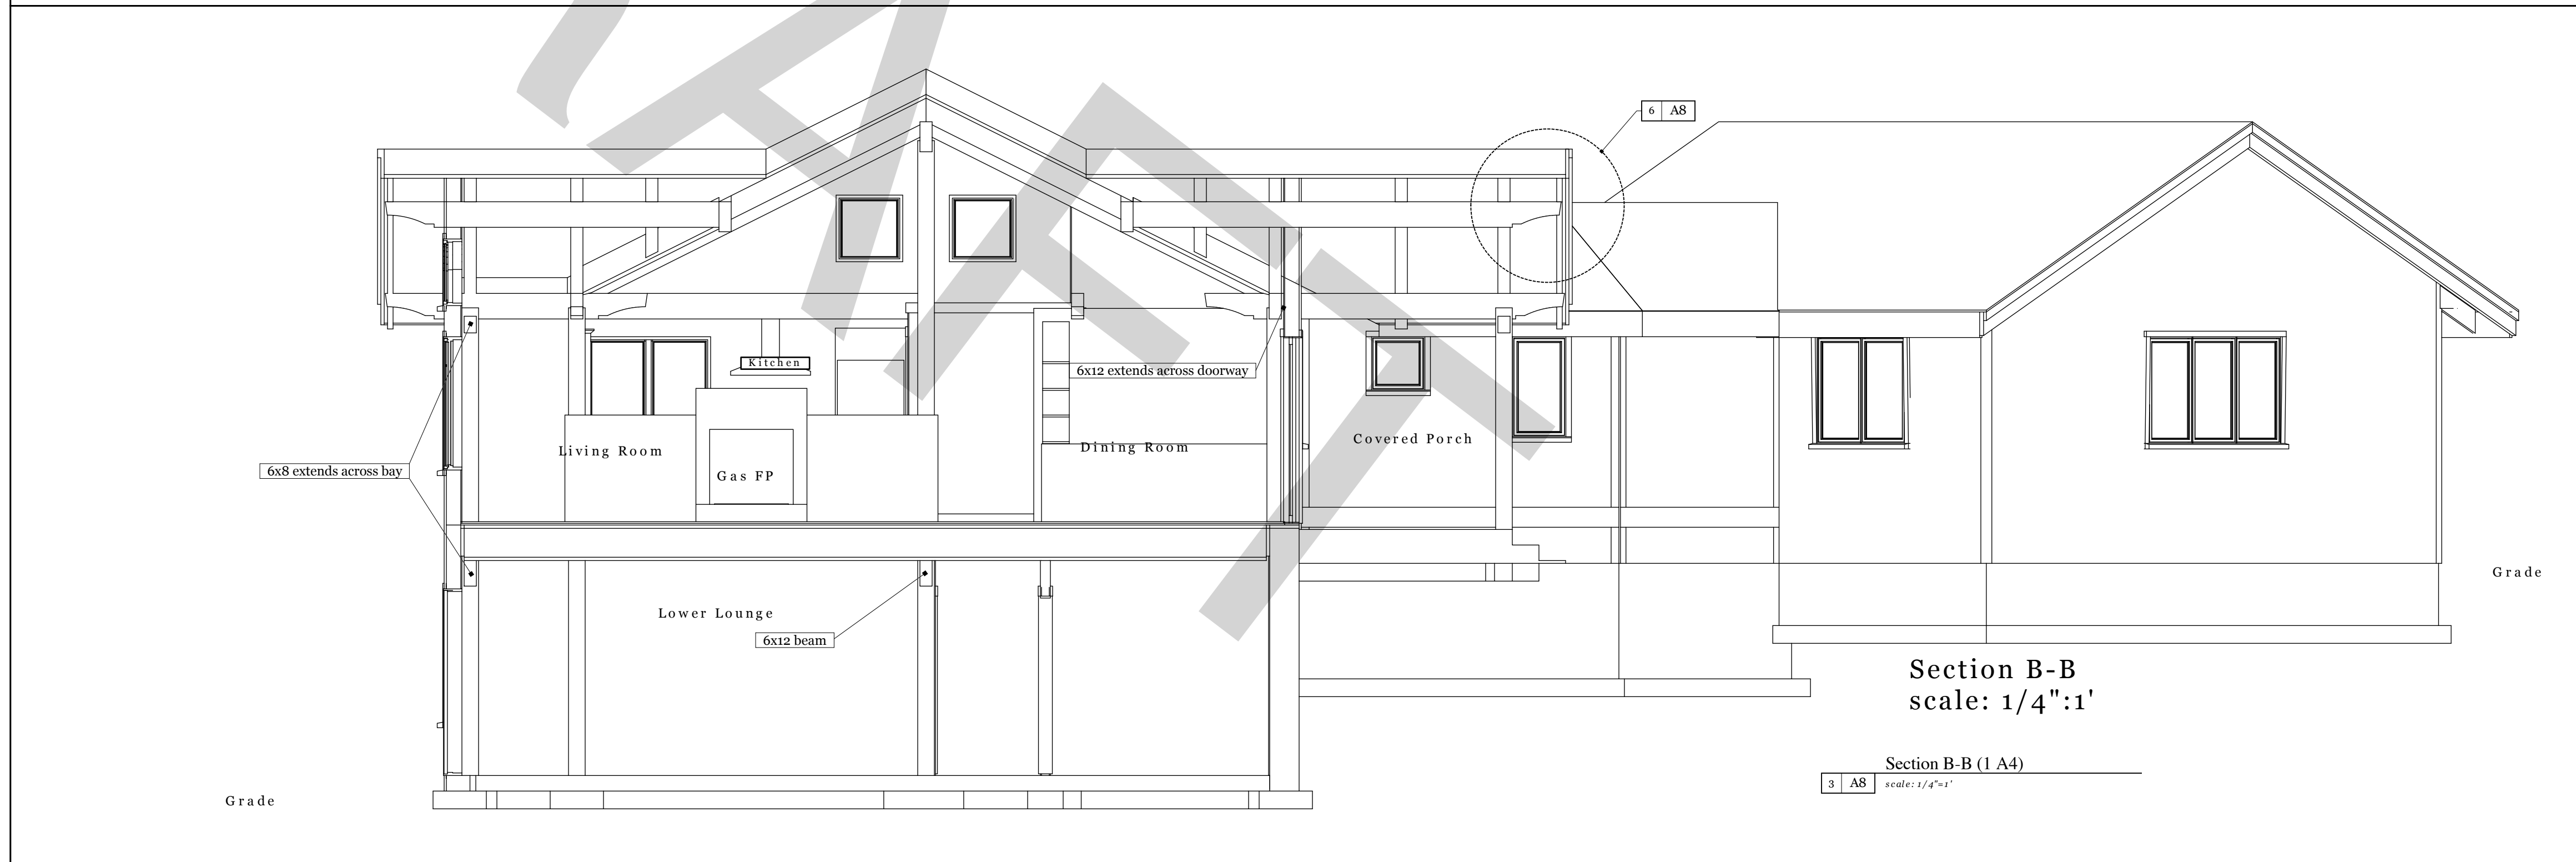 6 A8
Kitchen
6x12 extends across doorway
Covered Porch
Living Room
Dining Room
6x8 extends across bay
Gas FP
Grade
Lower Lounge
6x12 beam
Section B-B
scale: 1/4":1'
Section B-B (1 A4)
3 A8 scale: 1/4"=1'
Grade
AFT